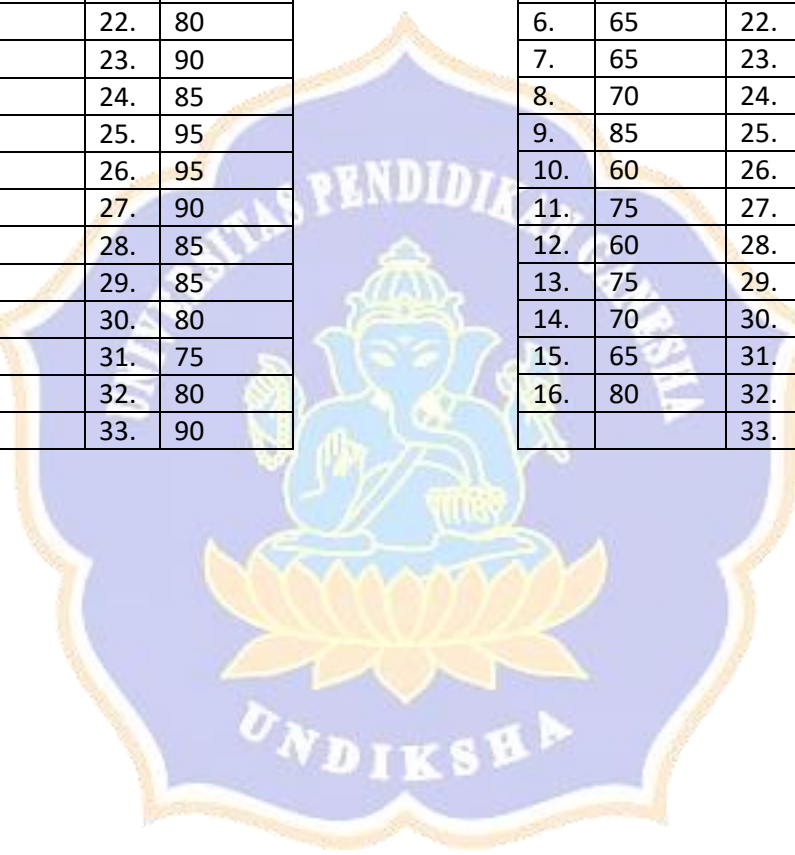 22. 80 6. 65 22.
23. 90 7. 65 23.
24. 85 8. 70 24.
25. 95 9. 85 25.
26. 95 10. 60 26.
27. 90 11. 75 27.
28. 85 12. 60 28.
29. 85 13. 75 29.
30. 80 14. 70 30.
31. 75 15. 65 31.
32. 80 16. 80 32.
33. 90 33.
UNIVERSITAS PENDIDIKAN GANESHA
UNDIKSHA